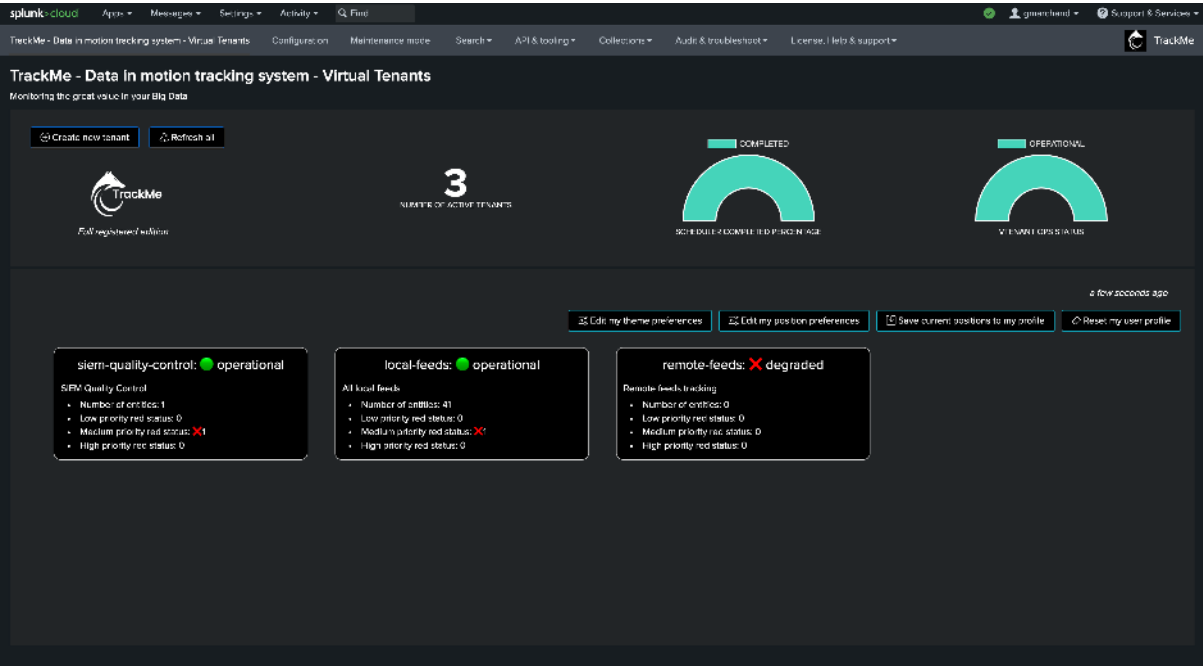 splunk>cloud Apps Messages Settings Activity Find gmarchand Support & Services
TrackMe - Data in motion tracking system - Virtual Tenants Configuration Maintenance mode Search API & tooling Collections Audit & troubleshoot License, Help & support TrackMe
TrackMe - Data in motion tracking system - Virtual Tenants
Monitoring the great value in your Big Data
Create new tenant Refresh all
COMPLETED OPERATIONAL
TrackMe
3
NUMBER OF ACTIVE TENANTS
Full registered edition SCHEDULER COMPLETED PERCENTAGE VTENANT OPS STATUS
a few seconds ago
Edit my theme preferences Edit my position preferences Save current positions to my profile Reset my user profile
siem-quality-control: operational
SIEM Quality Control
Number of entities: 1
Low priority red status: 0
Medium priority red status: 1
High priority red status: 0
local-feeds: operational
All local feeds
Number of entities: 41
Low priority red status: 0
Medium priority red status:
High priority red status: 0
remote-feeds: degraded
Remote feeds tracking
Number of entities: 0
Low priority red status: 0
Medium priority red status: 0
High priority red status: 0